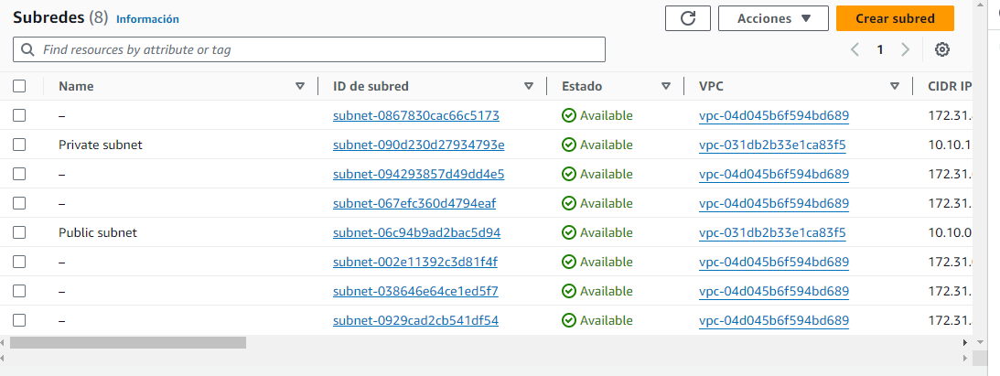 Subredes (8) Información
Acciones
Crear subred
Find resources by attribute or tag
1
Name ID de subred Estado VPC CIDR IP
– subnet-0867830cac66c5173 Available vpc-04d045b6f594bd689 172.31.
Private subnet subnet-090d230d27934793e Available vpc-031db2b33e1ca83f5 10.10.1
– subnet-094293857d49dd4e5 Available vpc-04d045b6f594bd689 172.31.
– subnet-067efc360d4794eaf Available vpc-04d045b6f594bd689 172.31.
Public subnet subnet-06c94b9ad2bac5d94 Available vpc-031db2b33e1ca83f5 10.10.0
– subnet-002e11392c3d81f4f Available vpc-04d045b6f594bd689 172.31.
– subnet-038646e64ce1ed5f7 Available vpc-04d045b6f594bd689 172.31.
– subnet-0929cad2cb541df54 Available vpc-04d045b6f594bd689 172.31.